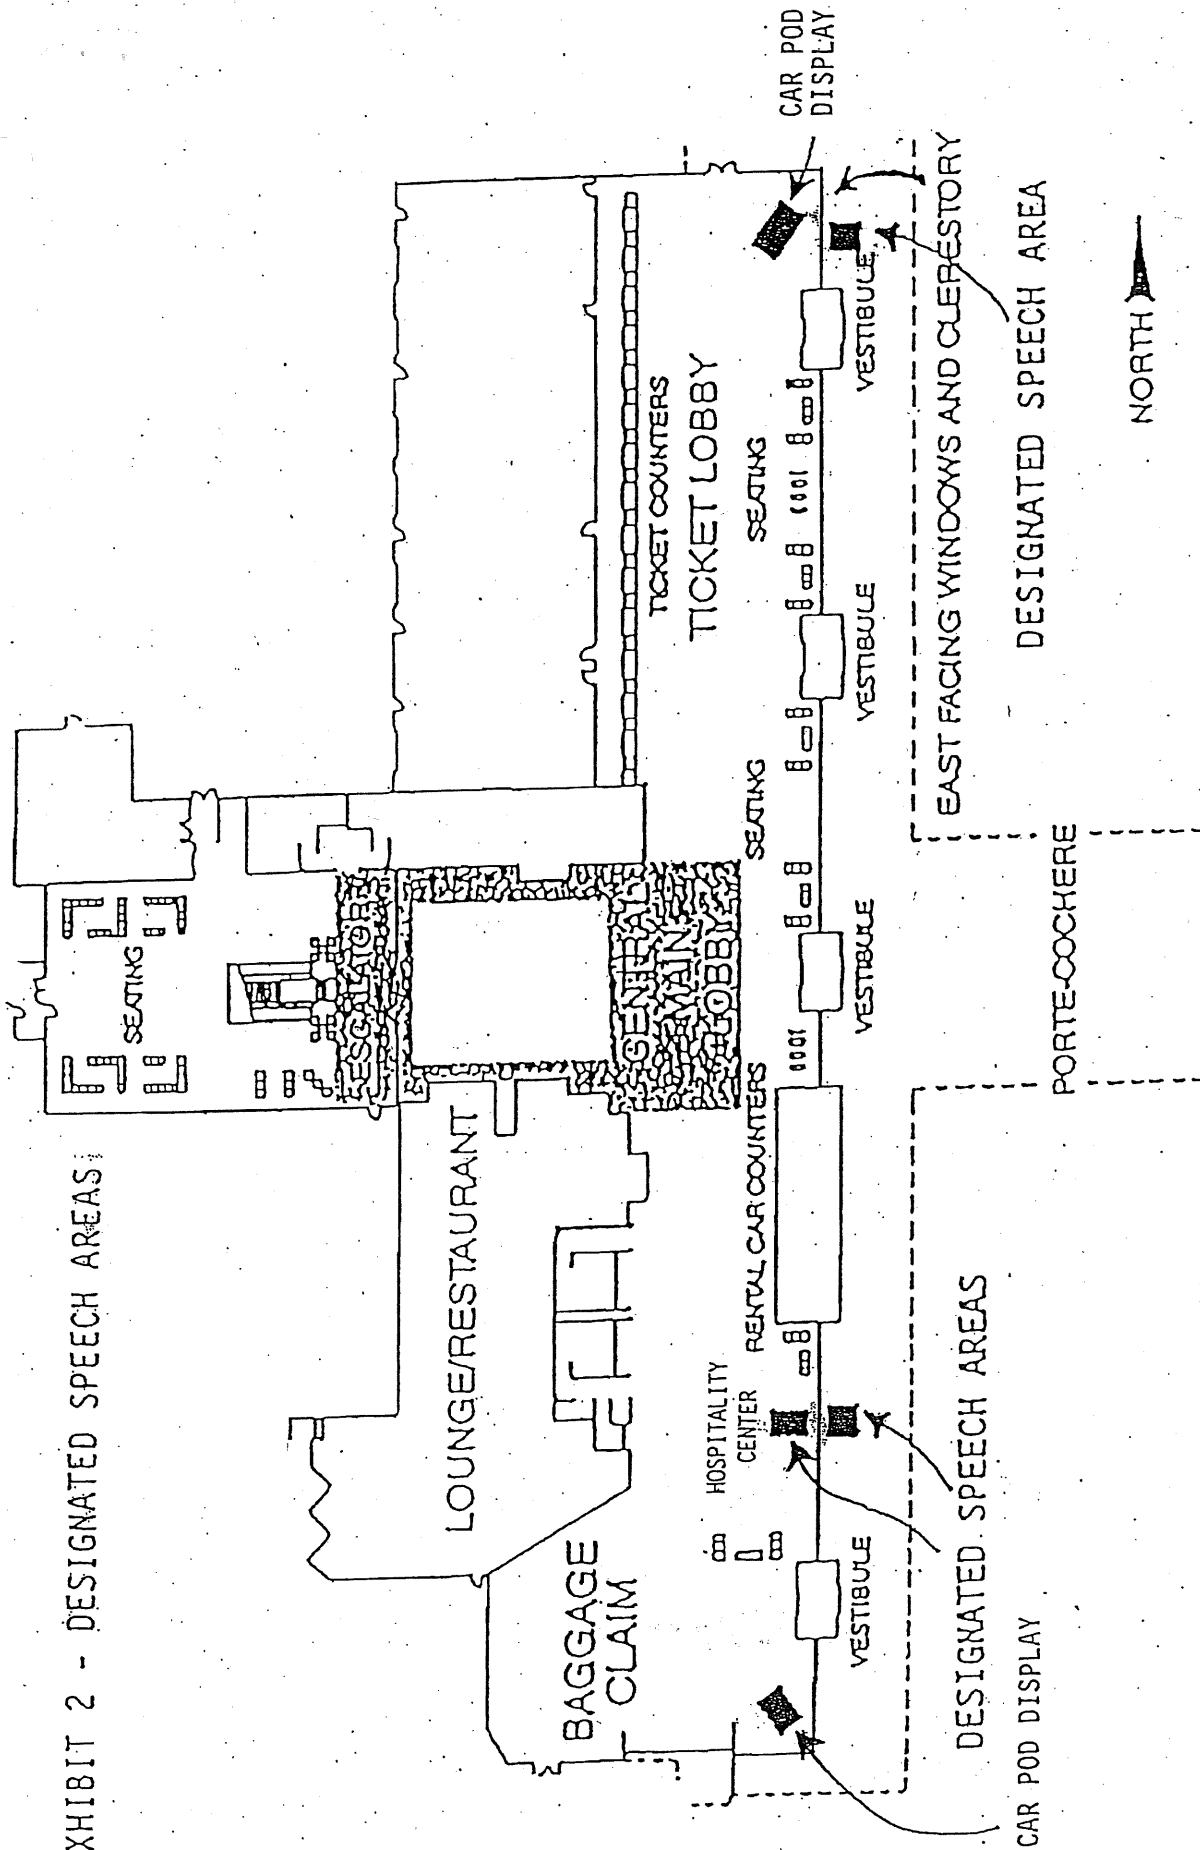 XHIBIT 2 - DESIGNATED SPEECH AREAS
SEATING
LOUNGE/RESTAURANT
BAGGAGE
CLAIM
GENERAL
MAIN
LOBBY
TICKET COUNTERS
TICKET LOBBY
HOSPITALITY
CENTER
RENTAL CAR COUNTERS
SEATING
SEATING
CAR POD
DISPLAY
VESTIBULE
VESTIBULE
VESTIBULE
VESTIBULE
EAST FACING WINDOWS AND CLERESTORY
DESIGNATED SPEECH AREAS
DESIGNATED SPEECH AREA
CAR POD DISPLAY
PORTE-COCHERE
NORTH